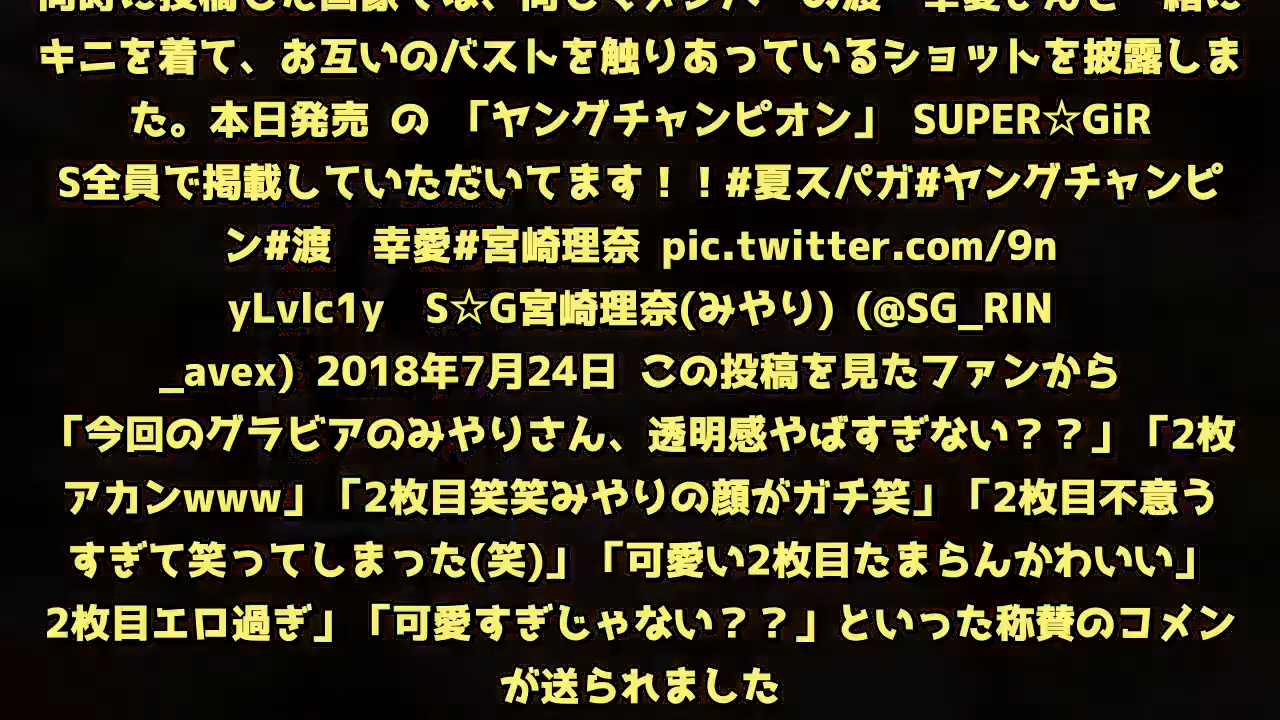 キニを着て、お互いのバストを触りあっているショットを披露しま
た。本日発売 の 「ヤングチャンピオン」 SUPER☆GiR
S全員で掲載していただいてます！！#夏スパガ#ヤングチャンピ
ン#渡　幸愛#宮崎理奈 pic.twitter.com/9n
yLvlc1y　S☆G宮崎理奈(みやり) (@SG_RIN
_avex) 2018年7月24日 この投稿を見たファンから
「今回のグラビアのみやりさん、透明感やばすぎない？？」「2枚
アカンwww」「2枚目笑笑みやりの顔がガチ笑」「2枚目不意う
すぎて笑ってしまった(笑)」「可愛い2枚目たまらんかわいい」
2枚目エロ過ぎ」「可愛すぎじゃない？？」といった称賛のコメン
が送られました